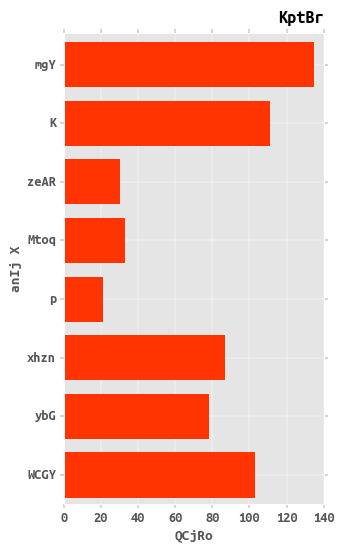 KptBr
mgY
K
zeAR
Mtoq
p
xhzn
ybG
WCGY
anIj X
0 20 40 60 80 100 120 140
QCjRo